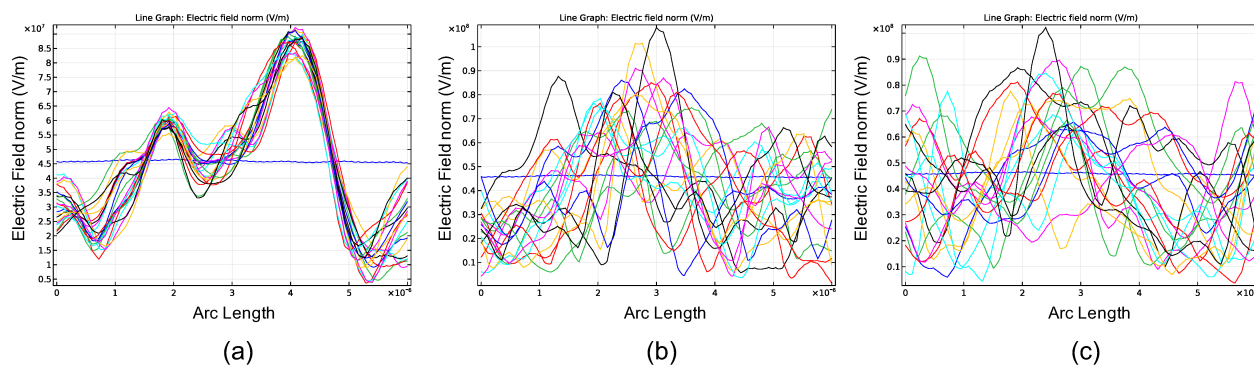 Line Graph: Electric field norm (V/m)
×10⁷
8.5
8
7.5
7
6.5
6
5.5
5
4.5
4
3.5
3
2.5
2
1.5
1
0.5
Electric Field norm (V/m)
0 1 2 3 4 5 ×10⁻⁶
Arc Length
(a)
Line Graph: Electric field norm (V/m)
×10⁸
1
0.9
0.8
0.7
0.6
0.5
0.4
0.3
0.2
0.1
Electric Field norm (V/m)
0 1 2 3 4 5 ×10⁻⁶
Arc Length
(b)
Line Graph: Electric field norm (V/m)
×10⁸
1
0.9
0.8
0.7
0.6
0.5
0.4
0.3
0.2
0.1
Electric Field norm (V/m)
0 1 2 3 4 5 ×10
Arc Length
(c)